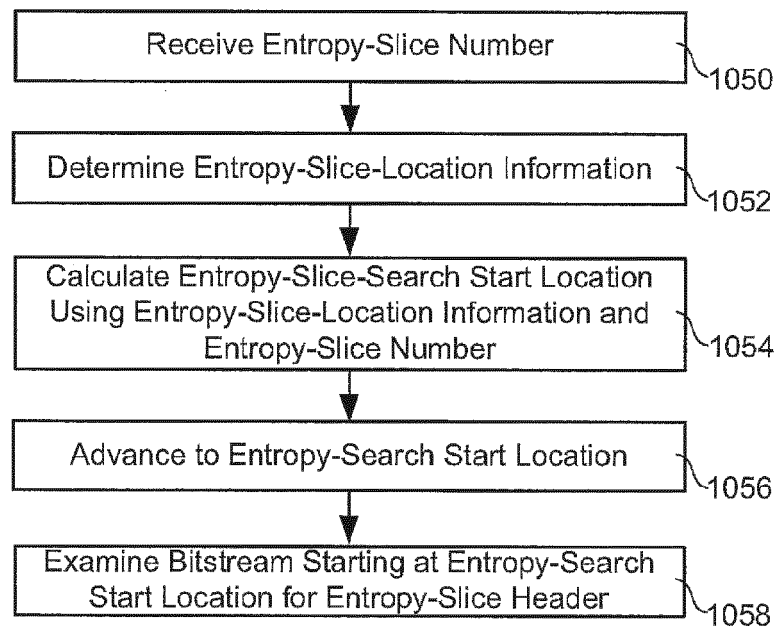 Receive Entropy-Slice Number
1050
Determine Entropy-Slice-Location Information
1052
Calculate Entropy-Slice-Search Start Location
Using Entropy-Slice-Location Information and
Entropy-Slice Number
1054
Advance to Entropy-Search Start Location
1056
Examine Bitstream Starting at Entropy-Search
Start Location for Entropy-Slice Header
1058